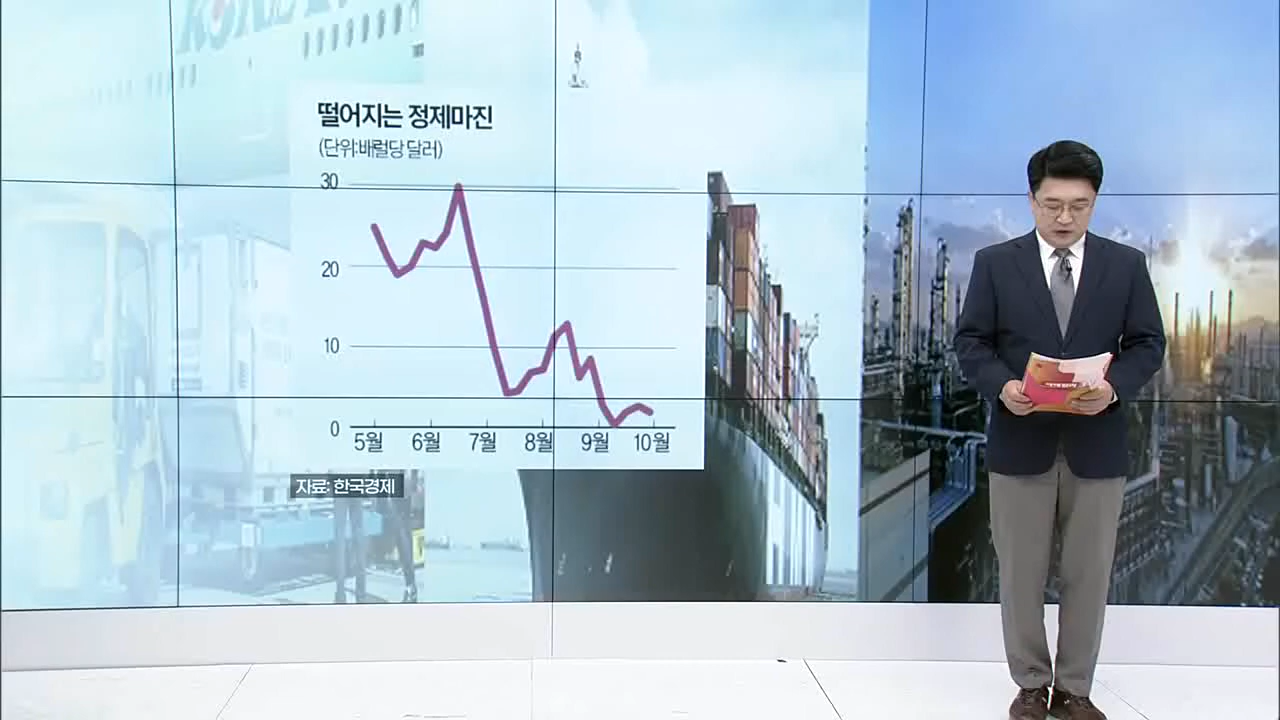 떨어지는 정제마진
(단위:배럴당 달러)
30
20
10
0
5월 6월 7월 8월 9월 10월
자료: 한국경제